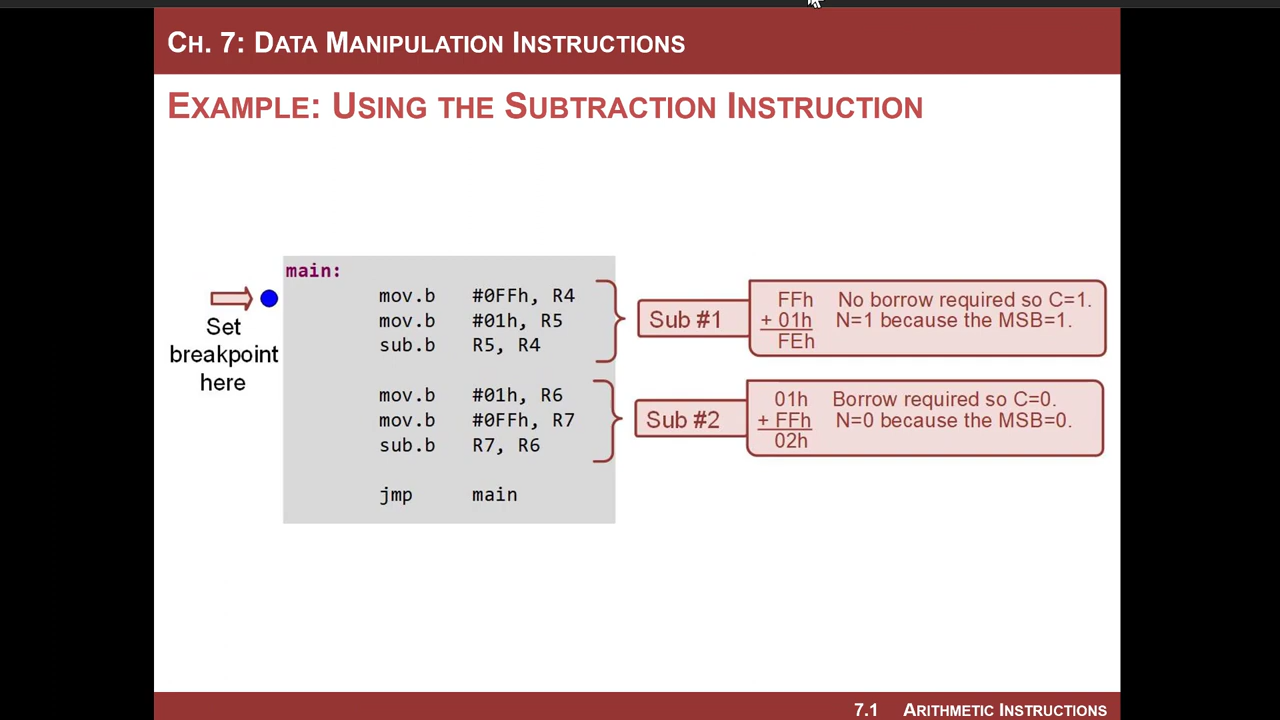 CH. 7: DATA MANIPULATION INSTRUCTIONS
EXAMPLE: USING THE SUBTRACTION INSTRUCTION
Set
breakpoint
here
main:
mov.b #0FFh, R4
mov.b #01h, R5
sub.b R5, R4
mov.b #01h, R6
mov.b #0FFh, R7
sub.b R7, R6
jmp main
Sub #1
FFh No borrow required so C=1.
+ 01h N=1 because the MSB=1.
FEh
Sub #2
01h Borrow required so C=0.
+ FFh N=0 because the MSB=0.
02h
7.1 ARITHMETIC INSTRUCTIONS